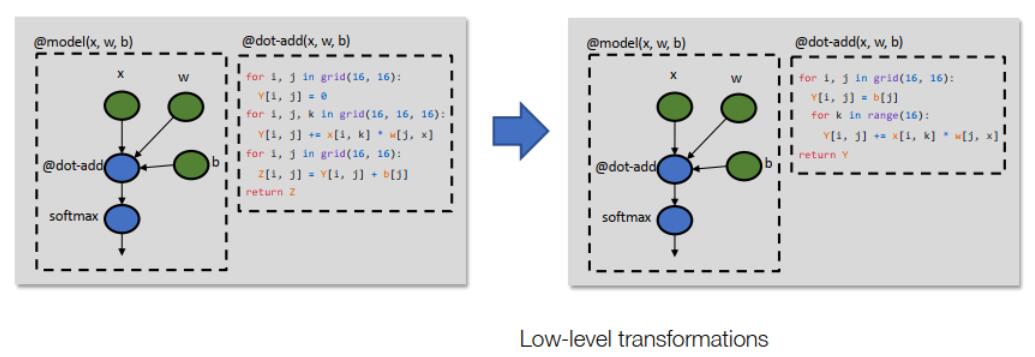 @model(x, w, b)
x
w
@dot-add
b
softmax
@dot-add(x, w, b)
for i, j in grid(16, 16):
Y[i, j] = 0
for i, j, k in grid(16, 16, 16):
Y[i, j] += x[i, k] * w[j, x]
for i, j in grid(16, 16):
Z[i, j] = Y[i, j] + b[j]
return Z
@model(x, w, b)
x
w
@dot-add
b
softmax
@dot-add(x, w, b)
for i, j in grid(16, 16):
Y[i, j] = b[j]
for k in range(16):
Y[i, j] += x[i, k] * w[j, x]
return Y
Low-level transformations